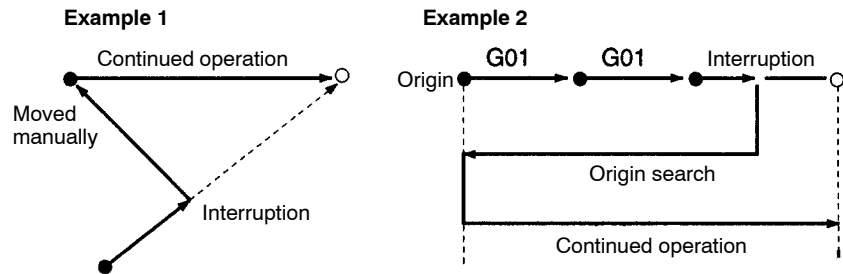 Example 1
Continued operation
Moved
manually
Interruption
Example 2
G01
G01
Interruption
Origin
Origin search
Continued operation